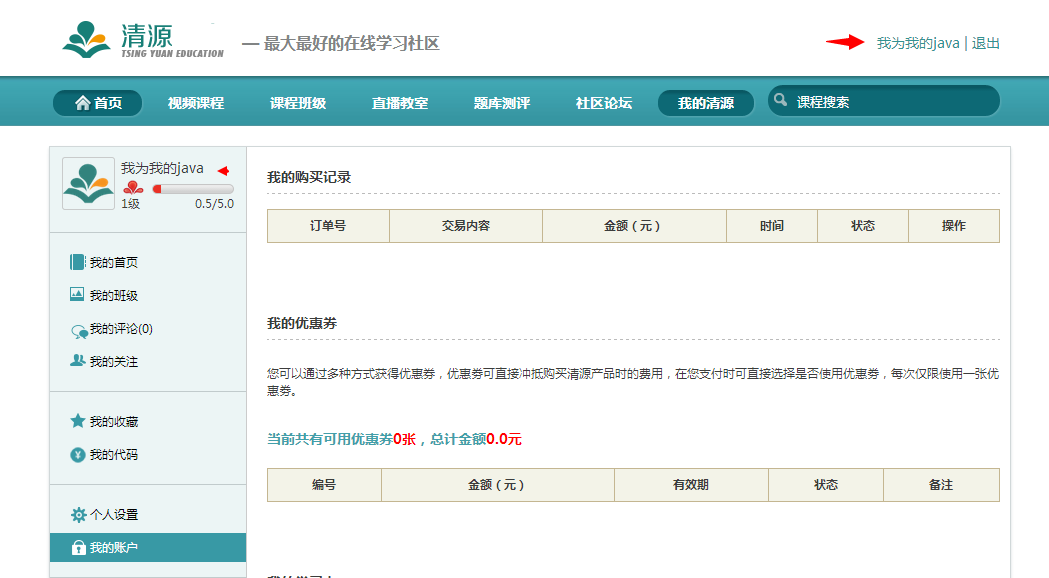 清源
TSING YUAN EDUCATION
— 最大最好的在线学习社区
我为我的java | 退出
首页 视频课程 课程班级 直播教室 题库测评 社区论坛 我的清源 课程搜索
我为我的java
1级 0.5/5.0
我的首页
我的班级
我的评论(0)
我的关注
我的收藏
我的代码
个人设置
我的账户
我的购买记录
订单号 交易内容 金额（元） 时间 状态 操作
我的优惠券
您可以通过多种方式获得优惠券，优惠券可直接冲抵购买清源产品时的费用，在您支付时可直接选择是否使用优惠券，每次仅限使用一张优
惠券。
当前共有可用优惠券0张，总计金额0.0元
编号 金额（元） 有效期 状态 备注